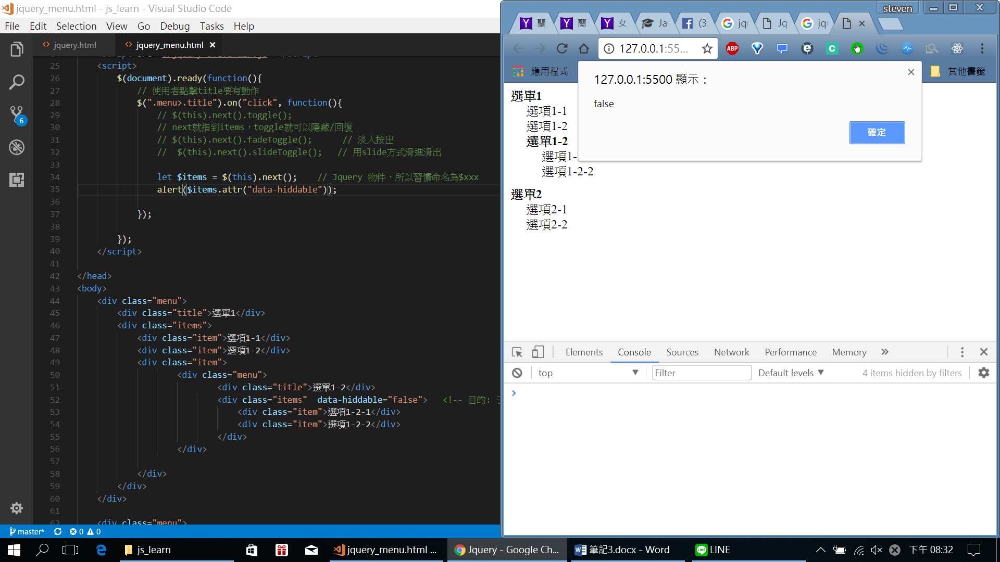 jquery_menu.html - js_learn - Visual Studio Code
File Edit Selection View Go Debug Tasks Help
jquery.html
jquery_menu.html
25 <script>
26 $(document).ready(function(){
27 // 使用者點擊title要有動作
28 $(".menu>.title").on("click", function(){
29 // $(this).next().toggle();
30 // next就指到items，toggle就可以隱藏/回復
31 // $(this).next().fadeToggle(); // 淡入按出
32 // $(this).next().slideToggle(); // 用slide方式滑進滑出
33
34 let $items = $(this).next(); // Jquery 物件，所以習慣命名為$xxx
35 alert($items.attr("data-hiddable"));
36
37 });
38
39 });
40 </script>
41
42 </head>
43 <body>
44 <div class="menu">
45 <div class="title">選單1</div>
46 <div class="items">
47 <div class="item">選項1-1</div>
48 <div class="item">選項1-2</div>
49 <div class="item">
50 <div class="menu">
51 <div class="title">選單1-2</div>
52 <div class="items" data-hiddable="false"> <!-- 目的:
53 <div class="item">選項1-2-1</div>
54 <div class="item">選項1-2-2</div>
55 </div>
56 </div>
57
58 </div>
59 </div>
60 </div>
61
62 <div class="menu">
6
master* 0 0
steven
蘭
蘭
女
Ja
(3
jq
Jq
jq
127.0.0.1:55...
ABP
應用程式
其他書籤
127.0.0.1:5500 顯示：
false
確定
選單1
選項1-1
選項1-2
選單1-2
選項1-
選項1-2-2
選單2
選項2-1
選項2-2
Elements Console Sources Network Performance Memory
top Filter Default levels 4 items hidden by filters
js_learn
jquery_menu.html ...
Jquery - Google Ch...
筆記3.docx - Word
LINE
下午 08:32